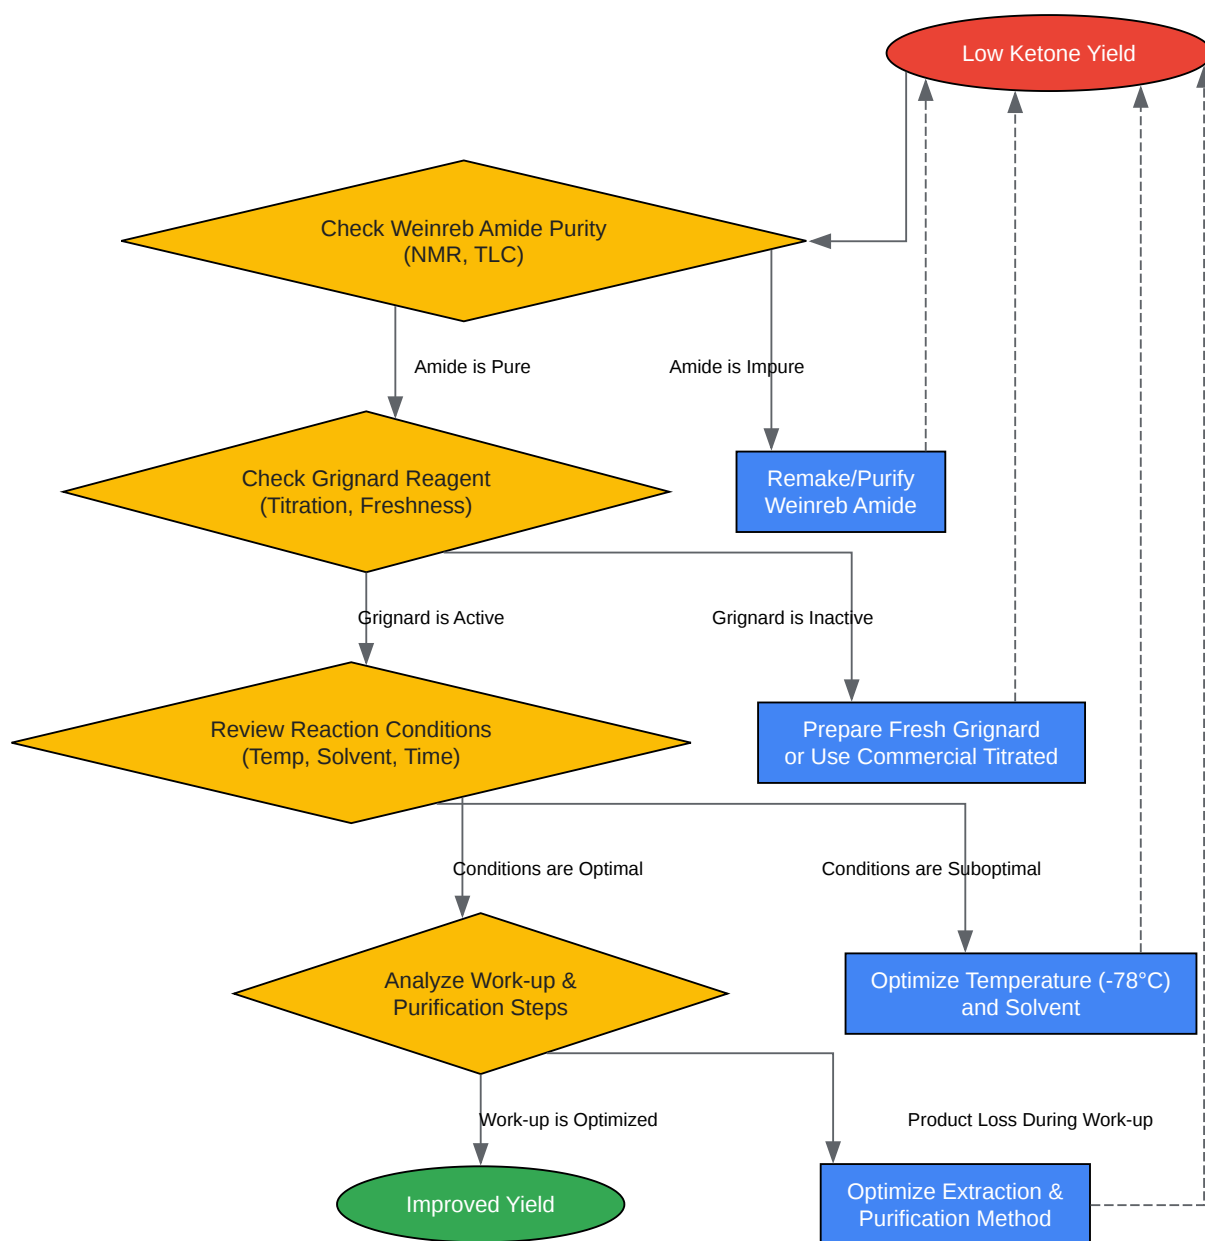 Low Ketone Yield
Check Weinreb Amide Purity
(NMR, TLC)
Amide is Pure
Amide is Impure
Check Grignard Reagent
(Titration, Freshness)
Remake/Purify
Weinreb Amide
Grignard is Active
Grignard is Inactive
Review Reaction Conditions
(Temp, Solvent, Time)
Prepare Fresh Grignard
or Use Commercial Titrated
Conditions are Optimal
Conditions are Suboptimal
Analyze Work-up &
Purification Steps
Optimize Temperature (-78°C)
and Solvent
Work-up is Optimized
Product Loss During Work-up
Improved Yield
Optimize Extraction &
Purification Method